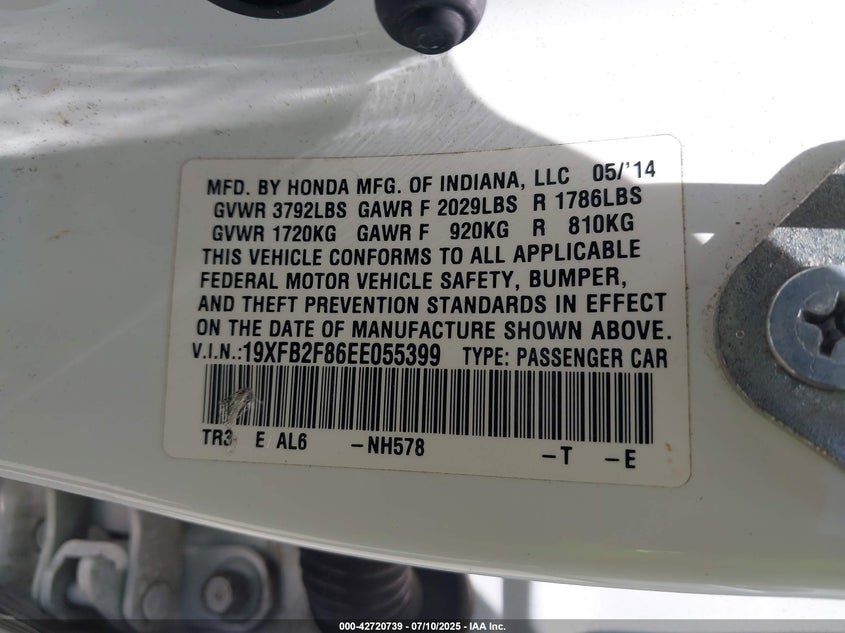 MFD. BY HONDA MFG. OF INDIANA, LLC 05/'14
GVWR 3792LBS GAWR F 2029LBS R 1786LBS
GVWR 1720KG GAWR F 920KG R 810KG
THIS VEHICLE CONFORMS TO ALL APPLICABLE
FEDERAL MOTOR VEHICLE SAFETY, BUMPER,
AND THEFT PREVENTION STANDARDS IN EFFECT
ON THE DATE OF MANUFACTURE SHOWN ABOVE.
V.I.N.:19XFB2F86EE055399 TYPE: PASSENGER CAR
TR3 E AL6 -NH578 -T -E
000-42720739 - 07/10/2025 - IAA Inc.